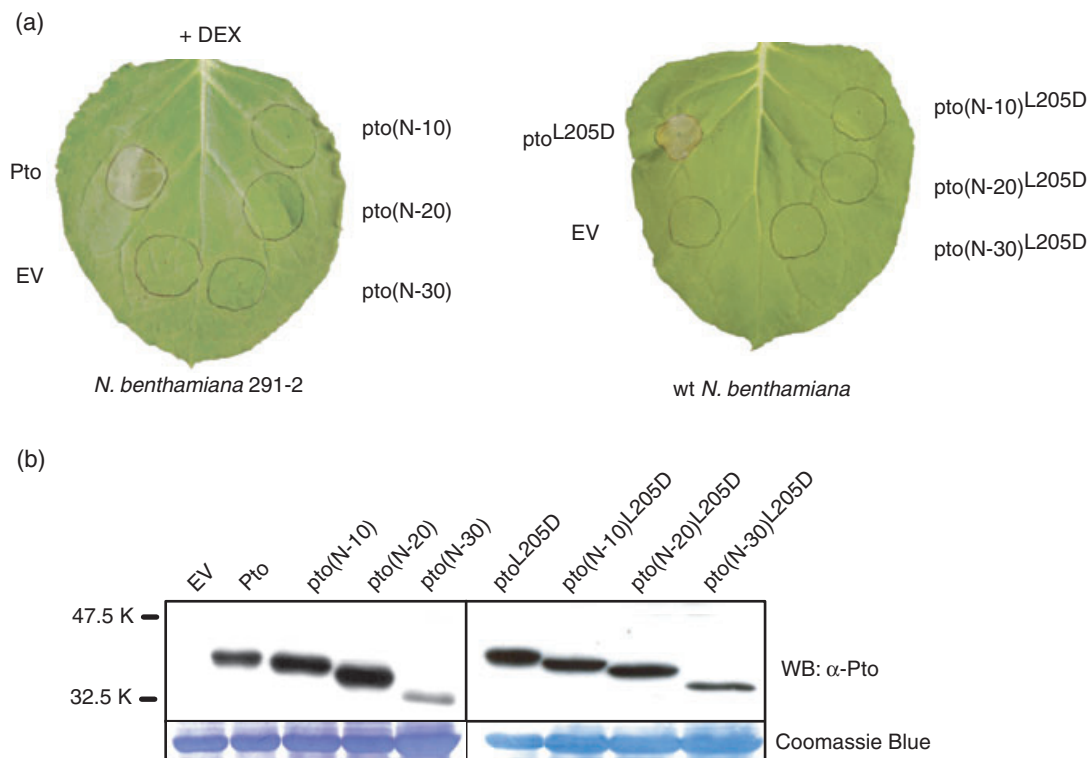 (a)
+ DEX
Pto
EV
pto(N-10)
pto(N-20)
pto(N-30)
N. benthamiana 291-2
ptoL205D
EV
pto(N-10)L205D
pto(N-20)L205D
pto(N-30)L205D
wt N. benthamiana
(b)
EV
Pto
pto(N-10)
pto(N-20)
pto(N-30)
ptoL205D
pto(N-10)L205D
pto(N-20)L205D
pto(N-30)L205D
47.5 K
32.5 K
WB: α-Pto
Coomassie Blue